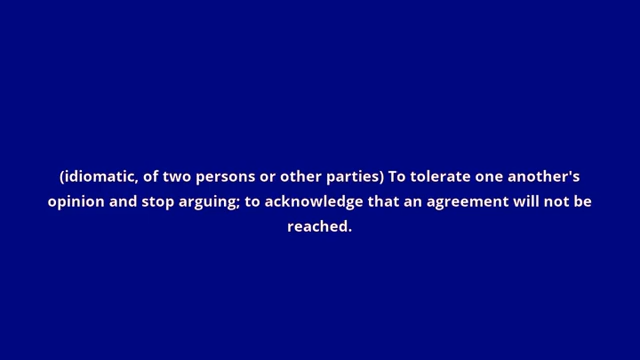 (idiomatic, of two persons or other parties) To tolerate one another's
opinion and stop arguing; to acknowledge that an agreement will not be
reached.